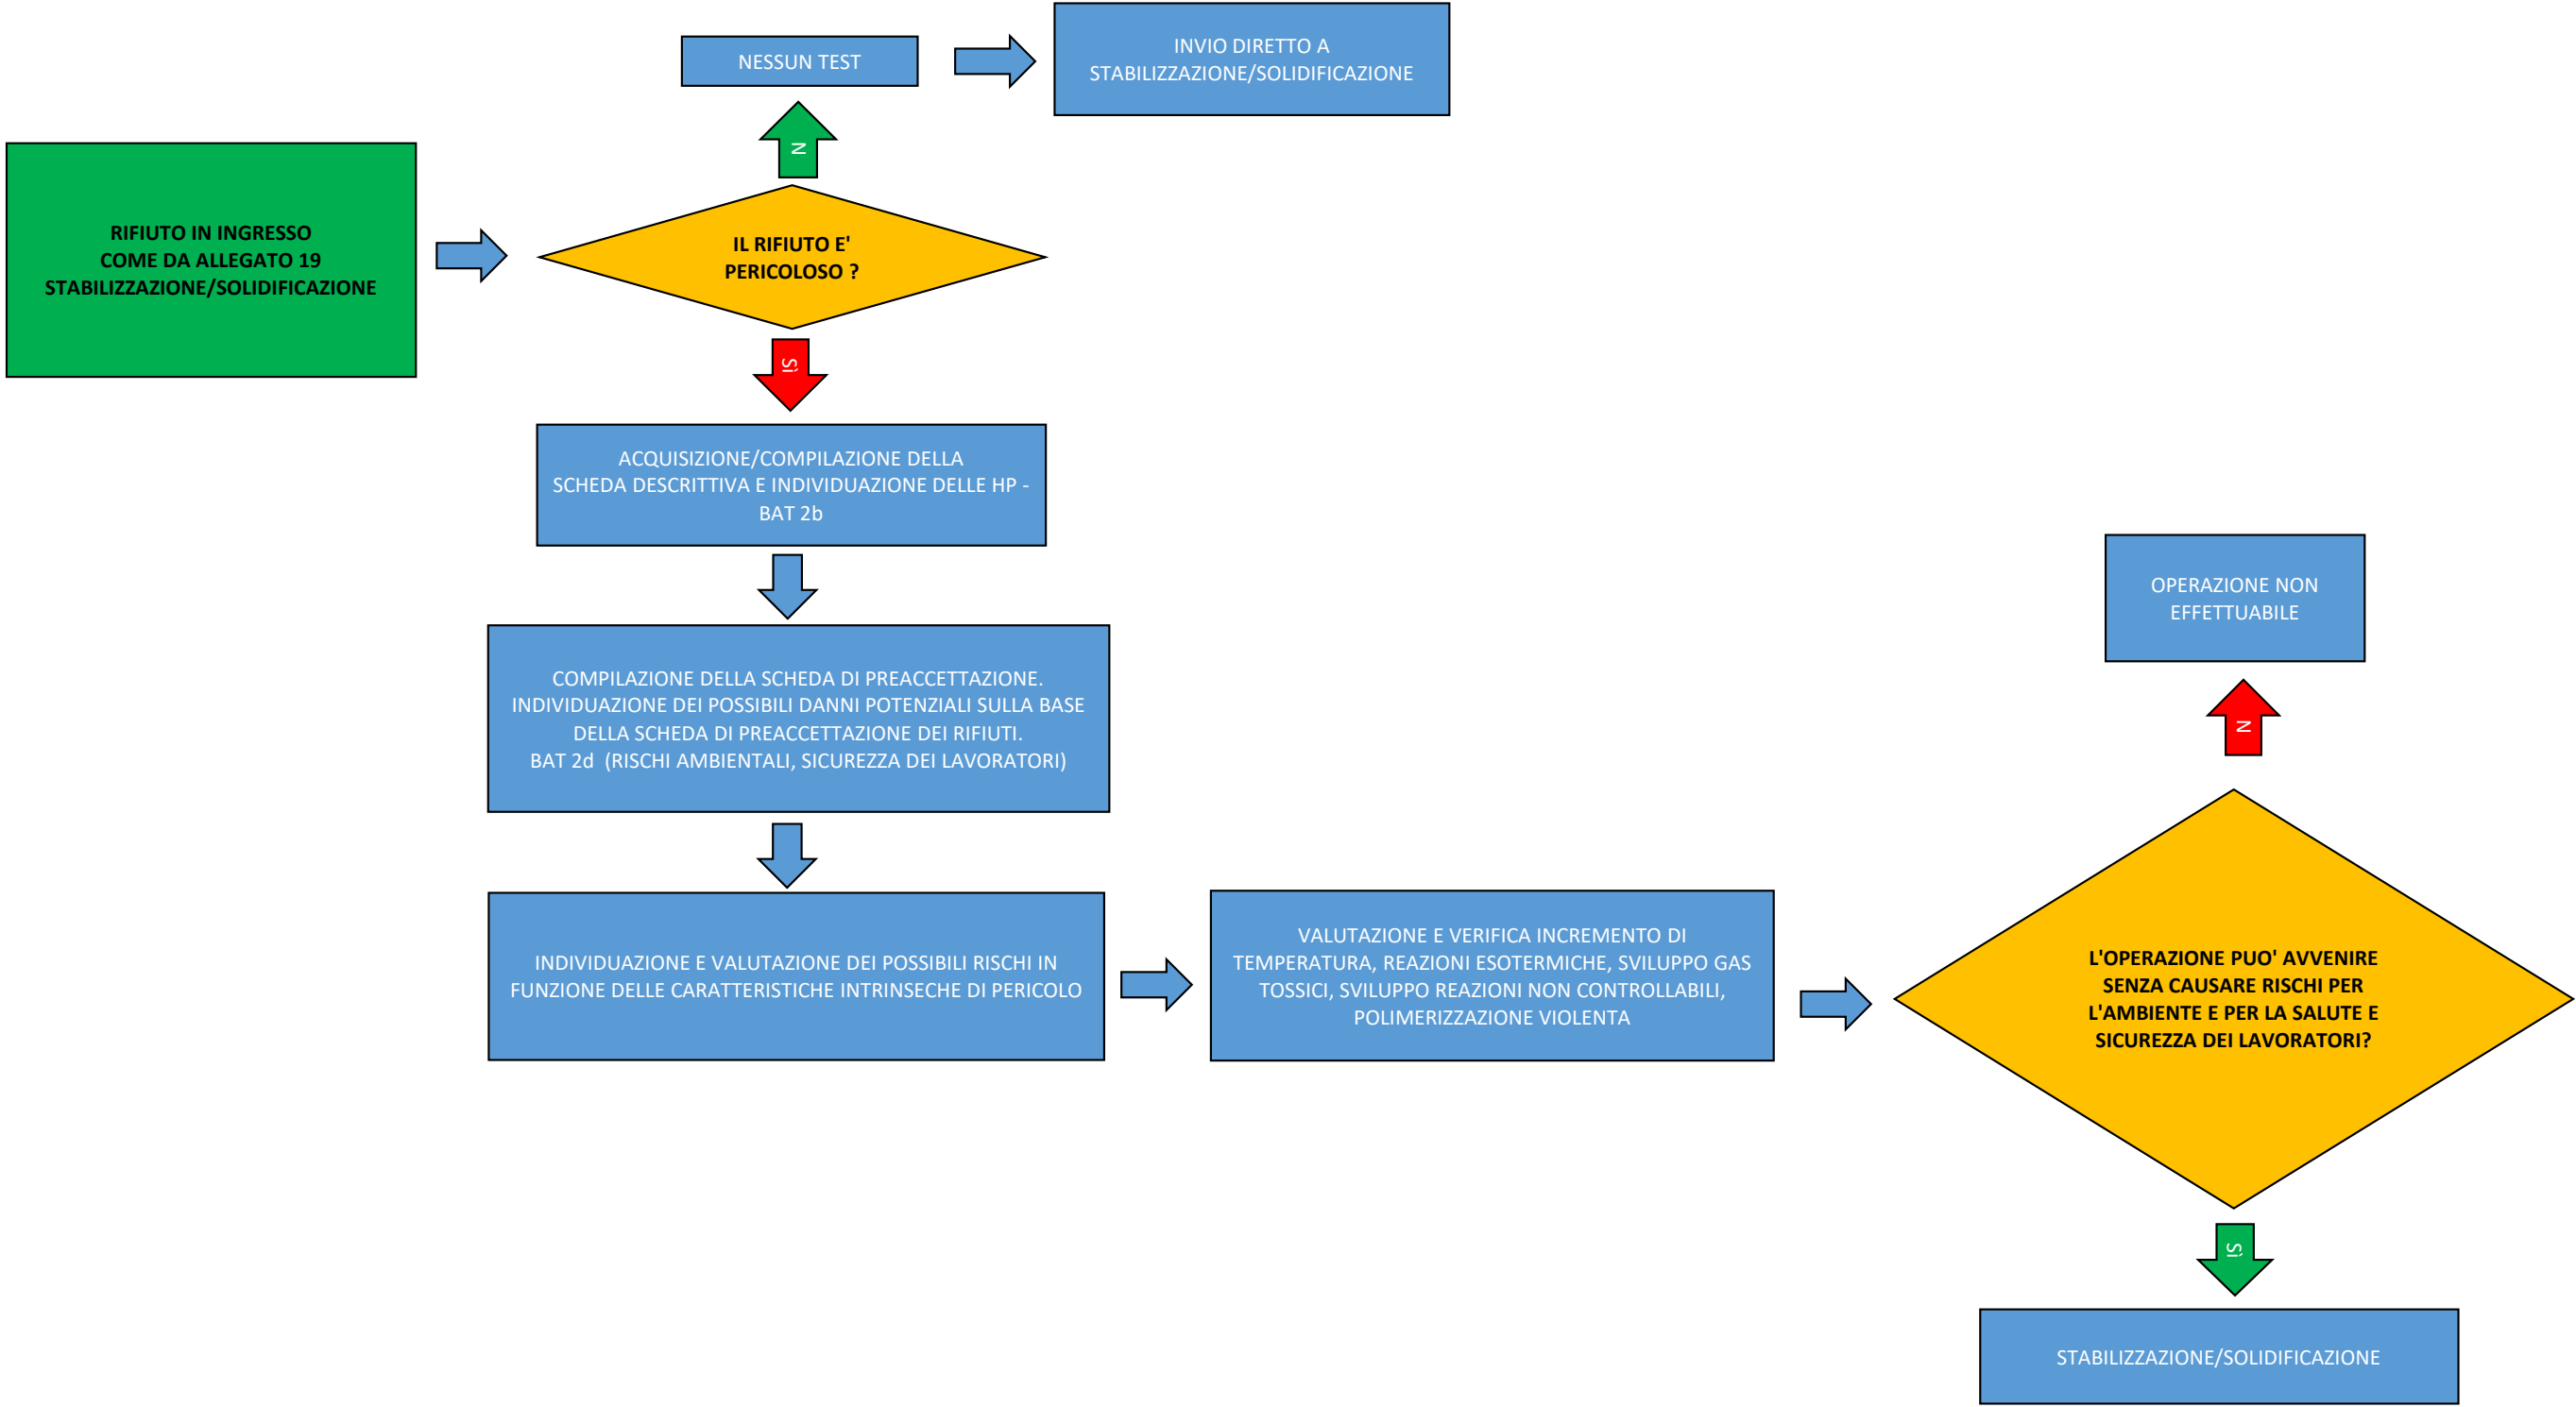 NESSUN TEST
INVIO DIRETTO A
STABILIZZAZIONE/SOLIDIFICAZIONE
N
RIFIUTO IN INGRESSO
COME DA ALLEGATO 19
STABILIZZAZIONE/SOLIDIFICAZIONE
IL RIFIUTO E'
PERICOLOSO ?
SÌ
ACQUISIZIONE/COMPILAZIONE DELLA
SCHEDA DESCRITTIVA E INDIVIDUAZIONE DELLE HP -
BAT 2b
COMPILAZIONE DELLA SCHEDA DI PREACCETTAZIONE.
INDIVIDUAZIONE DEI POSSIBILI DANNI POTENZIALI SULLA BASE
DELLA SCHEDA DI PREACCETTAZIONE DEI RIFIUTI.
BAT 2d (RISCHI AMBIENTALI, SICUREZZA DEI LAVORATORI)
INDIVIDUAZIONE E VALUTAZIONE DEI POSSIBILI RISCHI IN
FUNZIONE DELLE CARATTERISTICHE INTRINSECHE DI PERICOLO
VALUTAZIONE E VERIFICA INCREMENTO DI
TEMPERATURA, REAZIONI ESOTERMICHE, SVILUPPO GAS
TOSSICI, SVILUPPO REAZIONI NON CONTROLLABILI,
POLIMERIZZAZIONE VIOLENTA
OPERAZIONE NON
EFFETTUABILE
N
L'OPERAZIONE PUO' AVVENIRE
SENZA CAUSARE RISCHI PER
L'AMBIENTE E PER LA SALUTE E
SICUREZZA DEI LAVORATORI?
SÌ
STABILIZZAZIONE/SOLIDIFICAZIONE